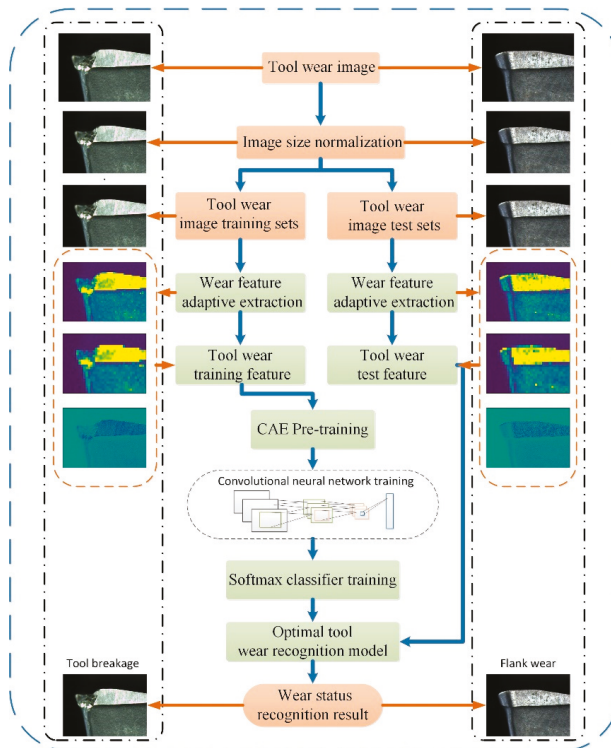 Tool wear image
Image size normalization
Tool wear
image training sets
Tool wear
image test sets
Wear feature
adaptive extraction
Wear feature
adaptive extraction
Tool wear
training feature
Tool wear
test feature
CAE Pre-training
Convolutional neural network training
Softmax classifier training
Optimal tool
wear recognition model
Tool breakage
Flank wear
Wear status
recognition result